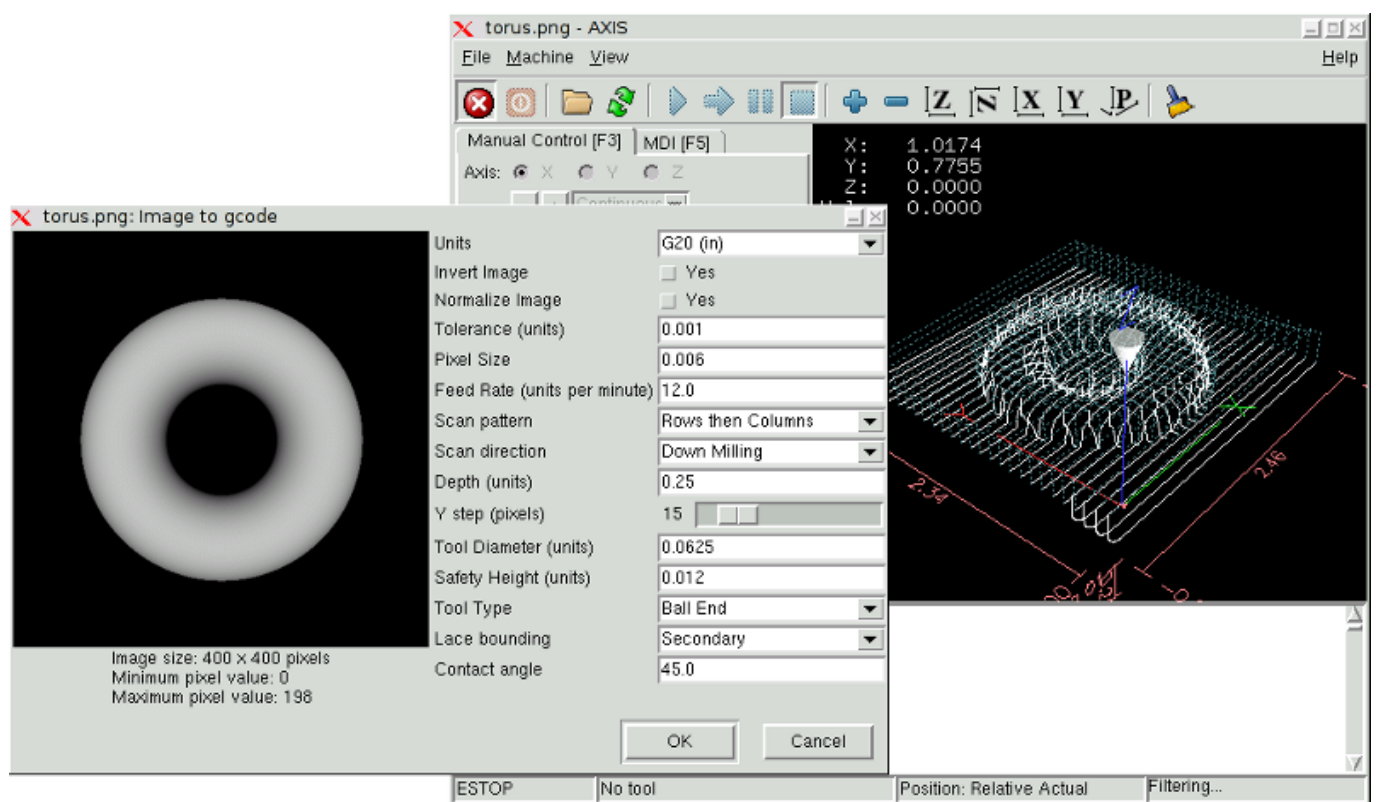 torus.png - AXIS
File Machine View Help
Z N X Y P
Manual Control [F3] MDI [F5]
Axis: X Y Z
Continuous
X: 1.0174
Y: 0.7755
Z: 0.0000
0.0000
2.34
2.46
torus.png: Image to gcode
Units G20 (in)
Invert Image Yes
Normalize Image Yes
Tolerance (units) 0.001
Pixel Size 0.006
Feed Rate (units per minute) 12.0
Scan pattern Rows then Columns
Scan direction Down Milling
Depth (units) 0.25
Y step (pixels) 15
Tool Diameter (units) 0.0625
Safety Height (units) 0.012
Tool Type Ball End
Lace bounding Secondary
Contact angle 45.0
Image size: 400 x 400 pixels
Minimum pixel value: 0
Maximum pixel value: 198
OK Cancel
ESTOP No tool Position: Relative Actual Filtering...